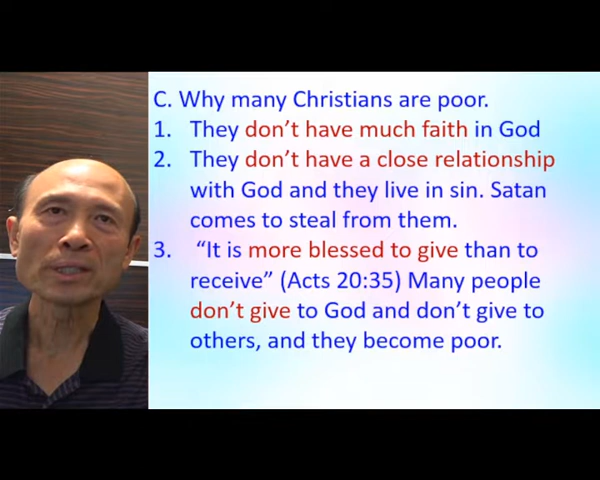 C. Why many Christians are poor.
1. They don't have much faith in God
2. They don't have a close relationship
with God and they live in sin. Satan
comes to steal from them.
3. “It is more blessed to give than to
receive” (Acts 20:35) Many people
don't give to God and don't give to
others, and they become poor.